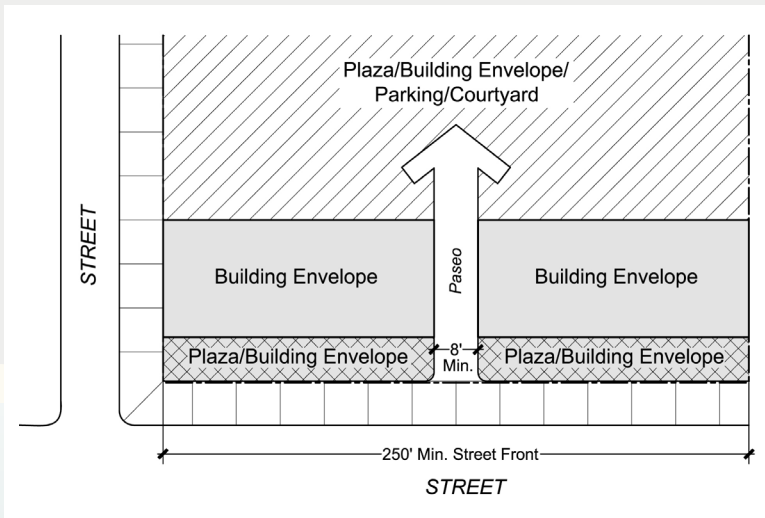 Plaza/Building Envelope/
Parking/Courtyard
STREET
Building Envelope
Paseo
Building Envelope
Plaza/Building Envelope
8'
Min.
Plaza/Building Envelope
250' Min. Street Front
STREET